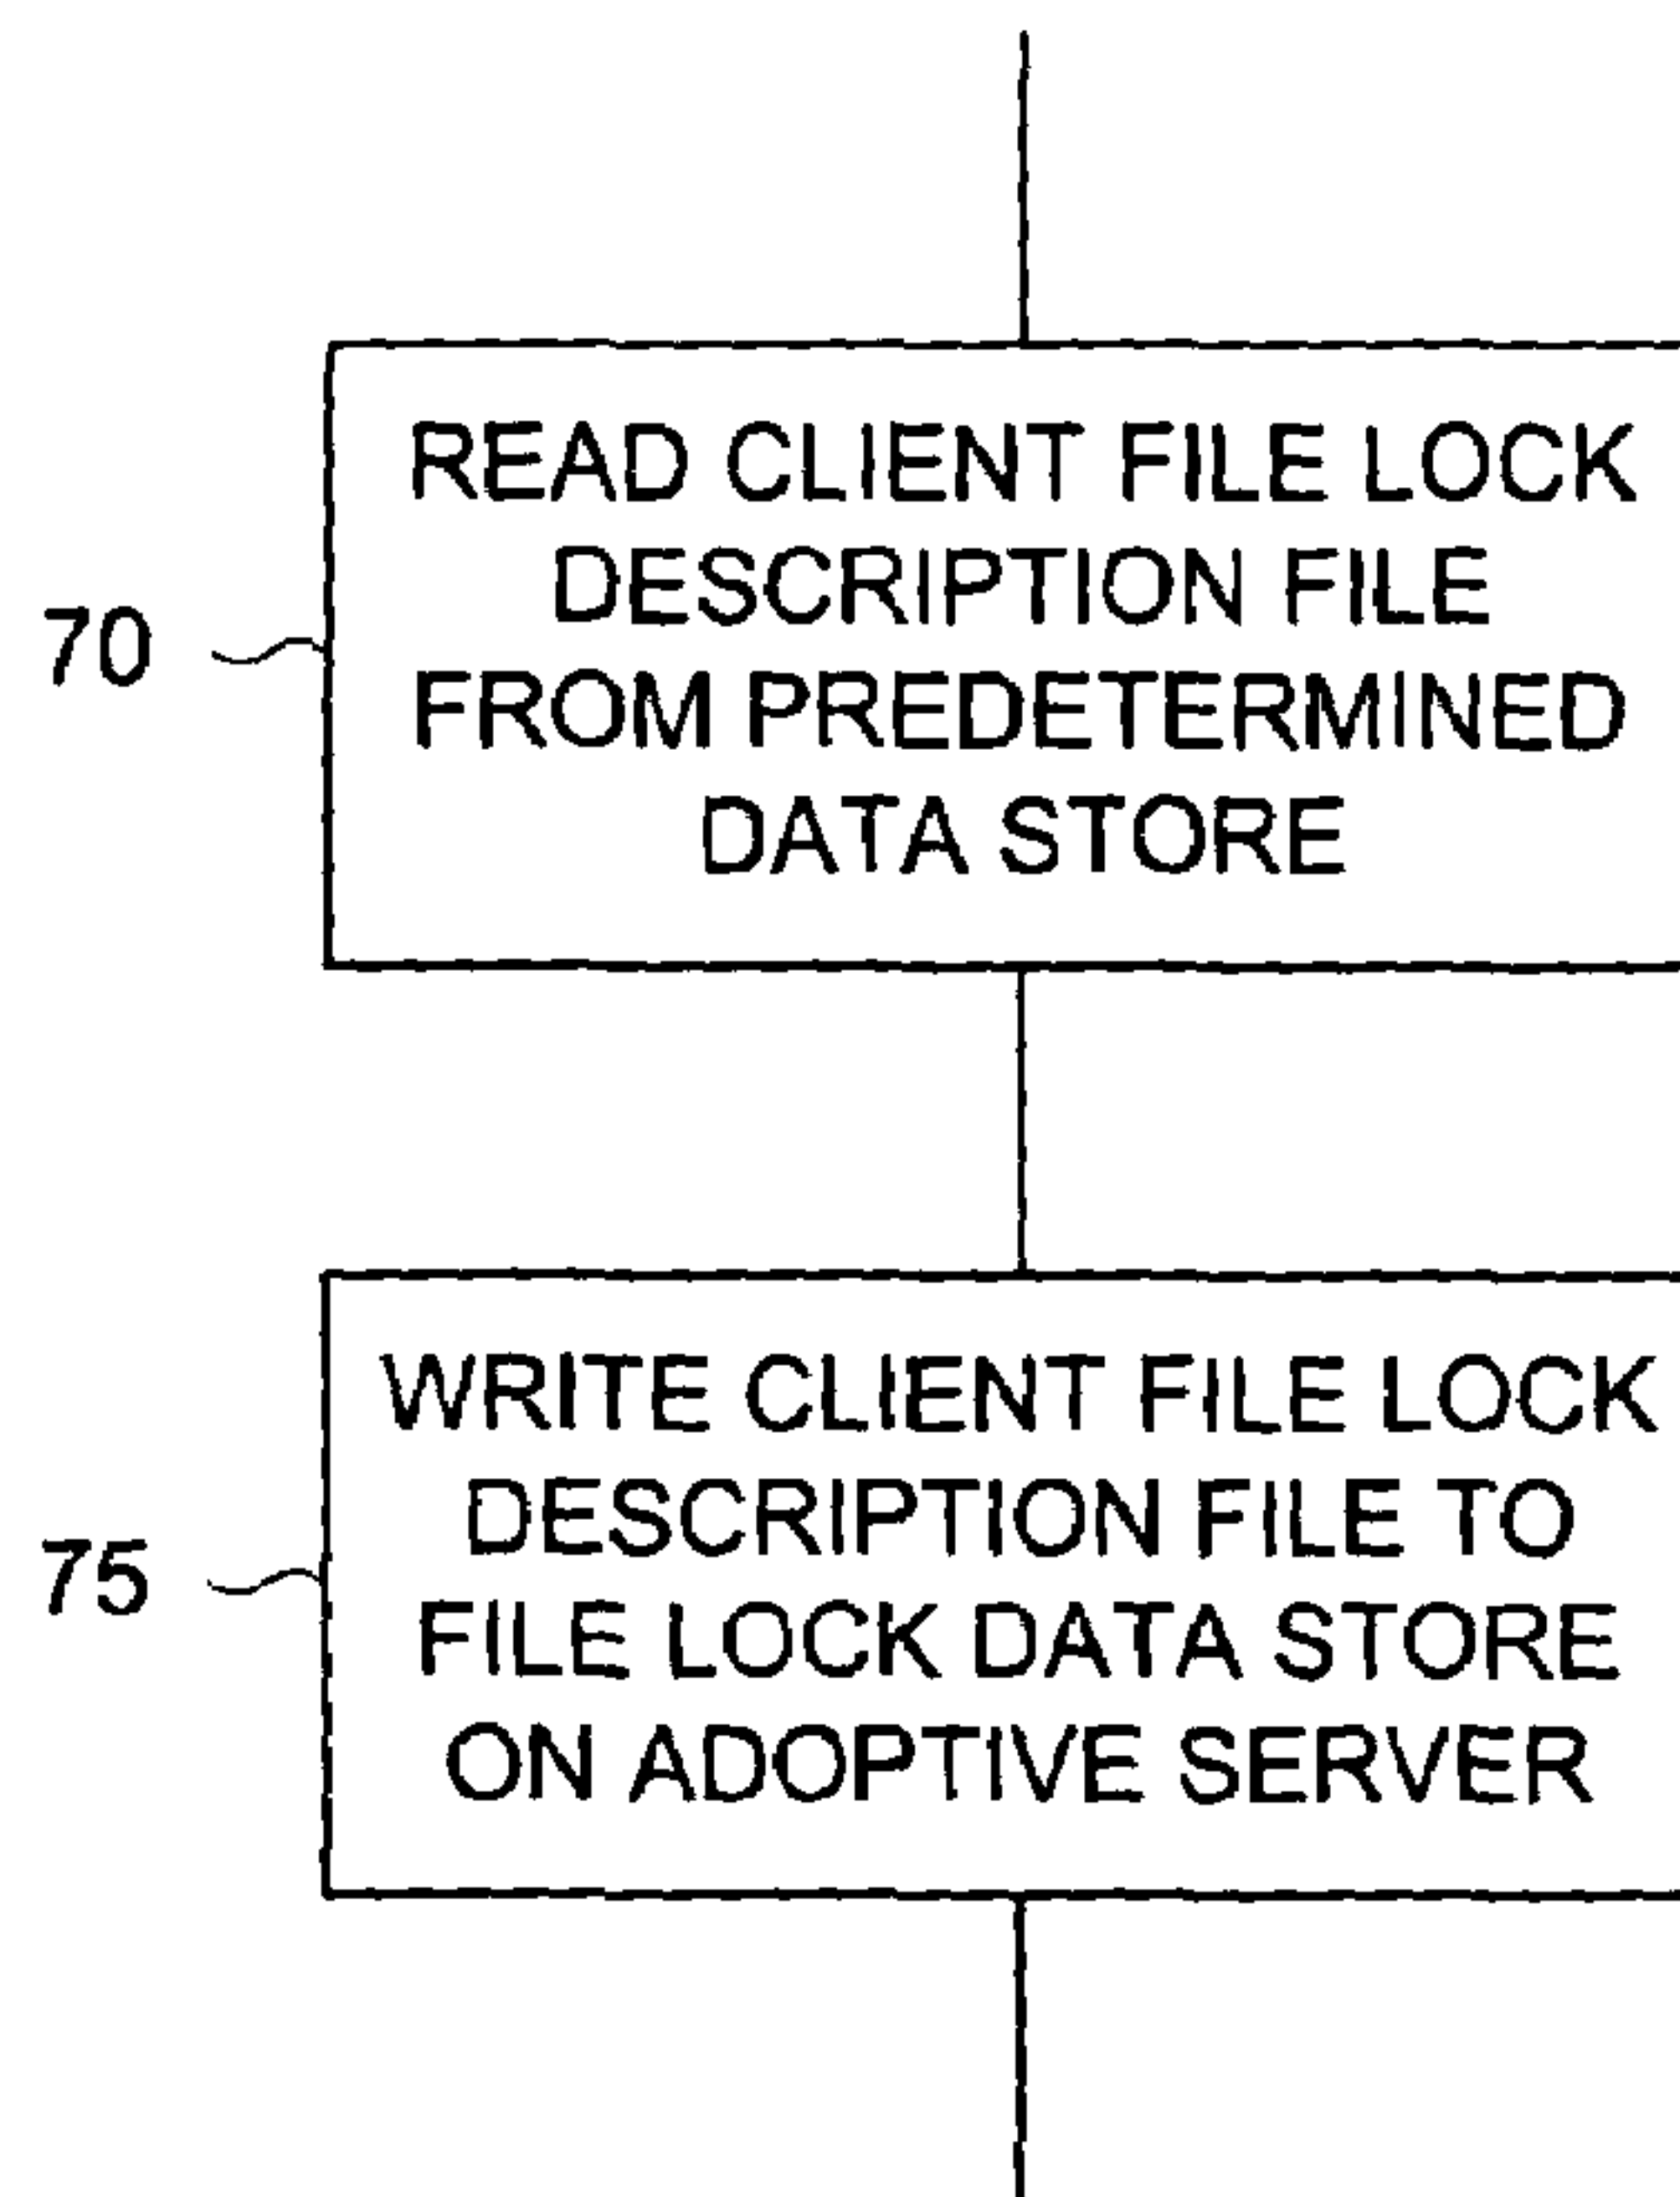 READ CLIENT FILE LOCK
DESCRIPTION FILE
FROM PREDETERMINED
DATA STORE
70
WRITE CLIENT FILE LOCK
DESCRIPTION FILE TO
FILE LOCK DATA STORE
ON ADOPTIVE SERVER
75